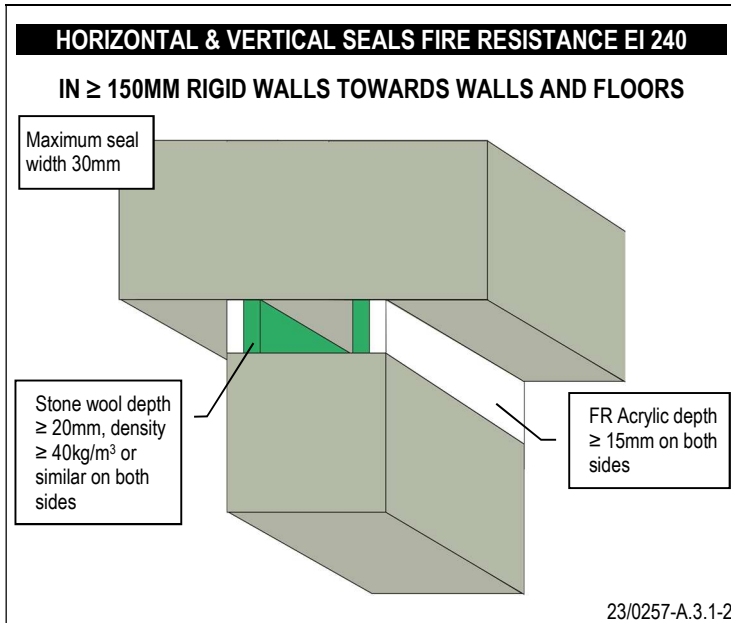 HORIZONTAL & VERTICAL SEALS FIRE RESISTANCE EI 240
IN ≥ 150MM RIGID WALLS TOWARDS WALLS AND FLOORS
Maximum seal
width 30mm
Stone wool depth
≥ 20mm, density
≥ 40kg/m³ or
similar on both
sides
FR Acrylic depth
≥ 15mm on both
sides
23/0257-A.3.1-2